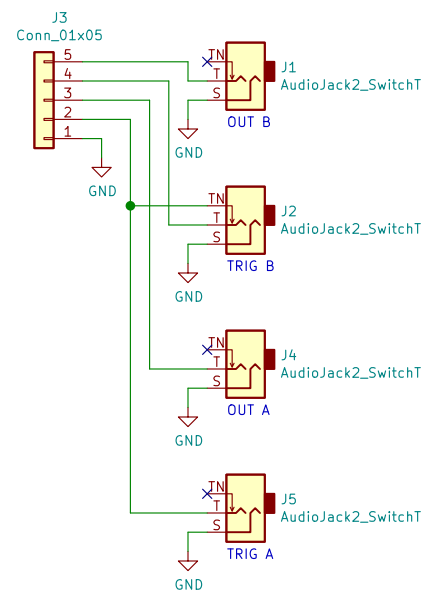 J3
Conn_01x05
5
4
3
2
1
GND
TN
T
S
J1
AudioJack2_SwitchT
OUT B
GND
TN
T
S
J2
AudioJack2_SwitchT
TRIG B
GND
TN
T
S
J4
AudioJack2_SwitchT
OUT A
GND
TN
T
S
J5
AudioJack2_SwitchT
TRIG A
GND